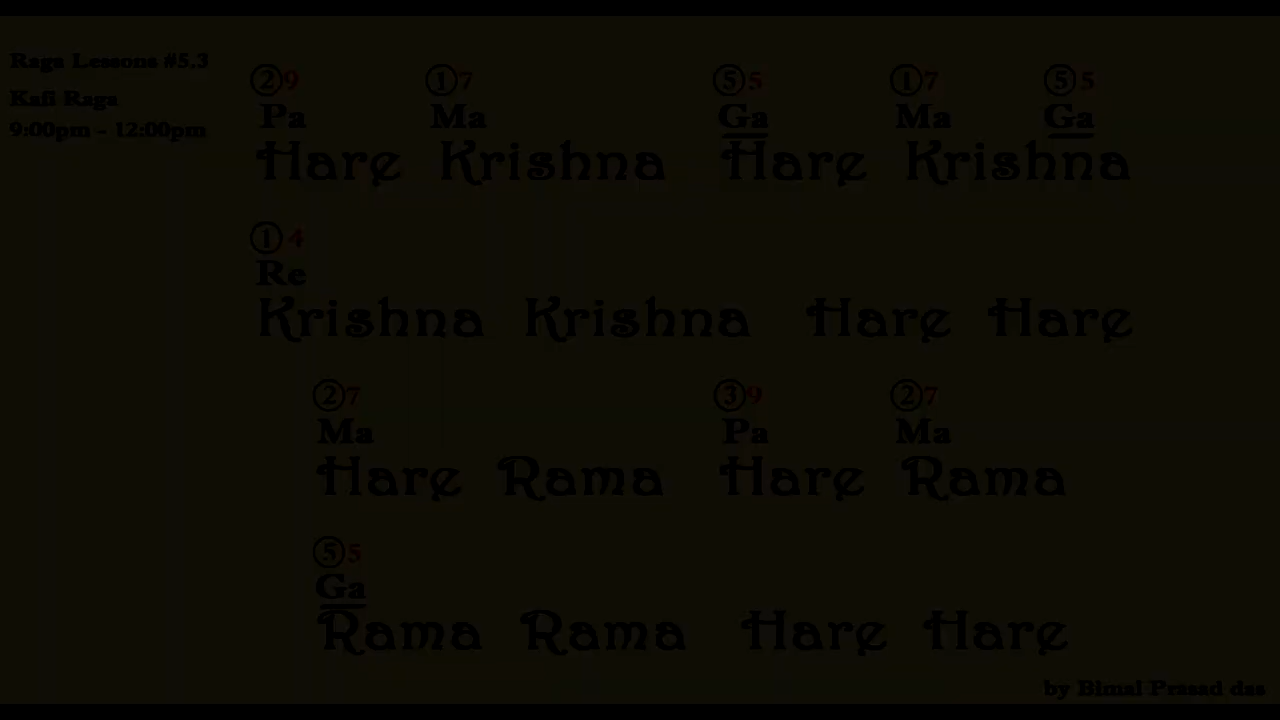 Raga Lessons #5.3
Kafi Raga
9:00pm - 12:00pm
②9 ①7 ⑤5 ①7 ⑤5
Pa Ma Ga Ma Ga
Hare Krishna Hare Krishna
①4
Re
Krishna Krishna Hare Hare
②7 ③9 ②7
Ma Pa Ma
Hare Rama Hare Rama
⑤5
Ga
Rama Rama Hare Hare
by Bimal Prasad das